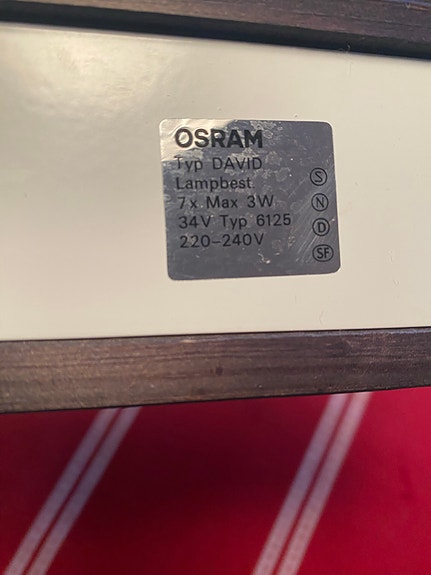 OSRAM
Typ DAVID
Lampbest.
7x Max 3W
34V Typ 6125
220-240V
S
N
D
SF